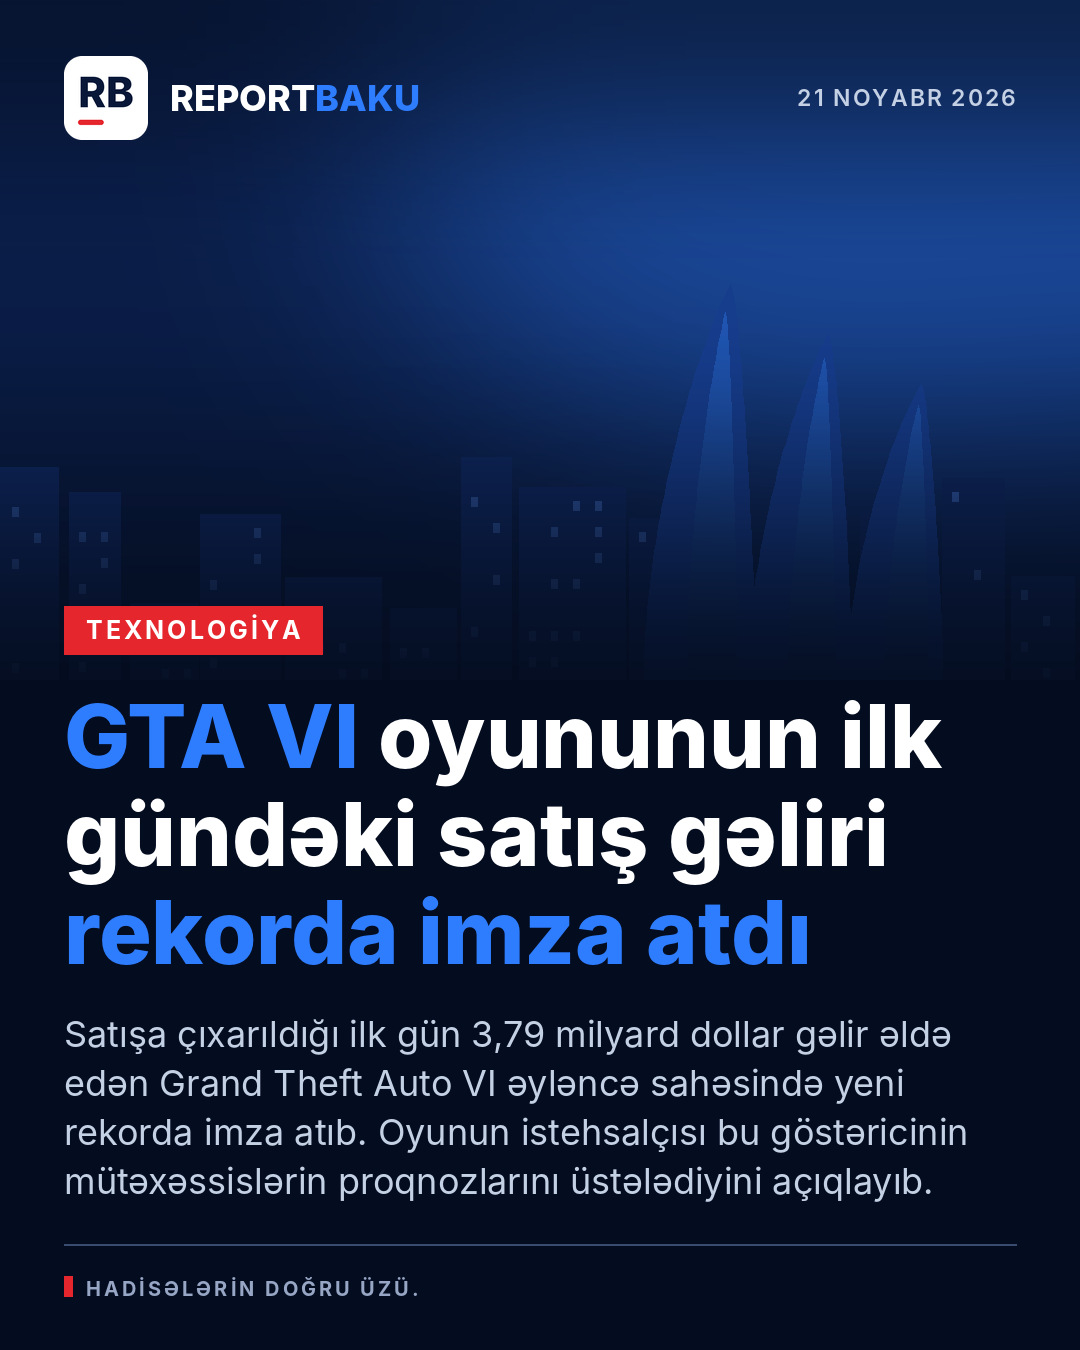 RB
REPORTBAKU
21 NOYABR 2026
TEXNOLOGİYA
GTA VI oyununun ilk
gündəki satış gəliri
rekorda imza atdı
Satışa çıxarıldığı ilk gün 3,79 milyard dollar gəlir əldə
edən Grand Theft Auto VI əyləncə sahəsində yeni
rekorda imza atıb. Oyunun istehsalçısı bu göstəricinin
mütəxəssislərin proqnozlarını üstələdiyini açıqlayıb.
HADİSƏLƏRİN DOĞRU ÜZÜ.